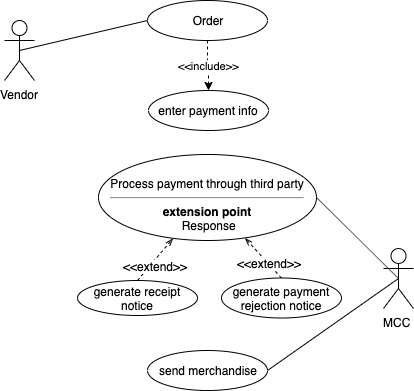 Order
Vendor
<<include>>
enter payment info
Process payment through third party
extension point
Response
<<extend>>
<<extend>>
generate receipt
notice
generate payment
rejection notice
MCC
send merchandise